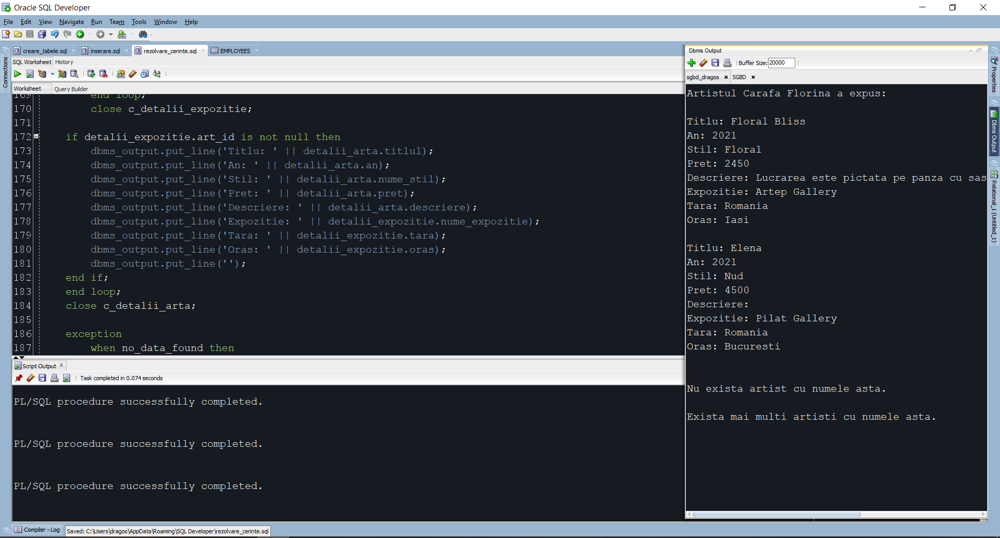 Oracle SQL Developer
File Edit View Navigate Run Team Tools Window Help
creare_tabele.sql inserare.sql rezolvare_cerinte.sql EMPLOYEES
SQL Worksheet History
Worksheet Query Builder
Connections
169 end loop;
170 close c_detalii_expozitie;
171
172 if detalii_expozitie.art_id is not null then
173 dbms_output.put_line('Titlu: ' || detalii_arta.titlul);
174 dbms_output.put_line('An: ' || detalii_arta.an);
175 dbms_output.put_line('Stil: ' || detalii_arta.nume_stil);
176 dbms_output.put_line('Pret: ' || detalii_arta.pret);
177 dbms_output.put_line('Descriere: ' || detalii_arta.descriere);
178 dbms_output.put_line('Expozitie: ' || detalii_expozitie.nume_expozitie);
179 dbms_output.put_line('Tara: ' || detalii_expozitie.tara);
180 dbms_output.put_line('Oras: ' || detalii_expozitie.oras);
181 dbms_output.put_line('');
182 end if;
183 end loop;
184 close c_detalii_arta;
185
186 exception
187 when no_data_found then
Script Output
Task completed in 0.074 seconds
PL/SQL procedure successfully completed.
PL/SQL procedure successfully completed.
PL/SQL procedure successfully completed.
Dbms Output
Buffer Size: 20000
sgbd_dragos SGBD
Artistul Carafa Florina a expus:
Titlu: Floral Bliss
An: 2021
Stil: Floral
Pret: 2450
Descriere: Lucrarea este pictata pe panza cu sas
Expozitie: Artep Gallery
Tara: Romania
Oras: Iasi
Titlu: Elena
An: 2021
Stil: Nud
Pret: 4500
Descriere:
Expozitie: Pilat Gallery
Tara: Romania
Oras: Bucuresti
Nu exista artist cu numele asta.
Exista mai multi artisti cu numele asta.
Properties
Dbms Output
Relational_1 (Untitled_1)
Compiler - Log
Saved: C:\Users\dragos\AppData\Roaming\SQL Developer\rezolvare_cerinte.sql